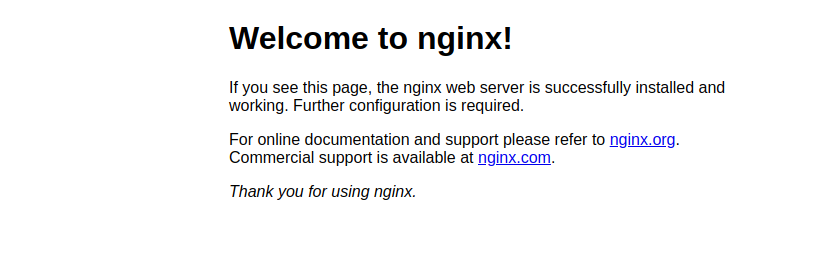 Welcome to nginx!
If you see this page, the nginx web server is successfully installed and
working. Further configuration is required.
For online documentation and support please refer to nginx.org.
Commercial support is available at nginx.com.
Thank you for using nginx.